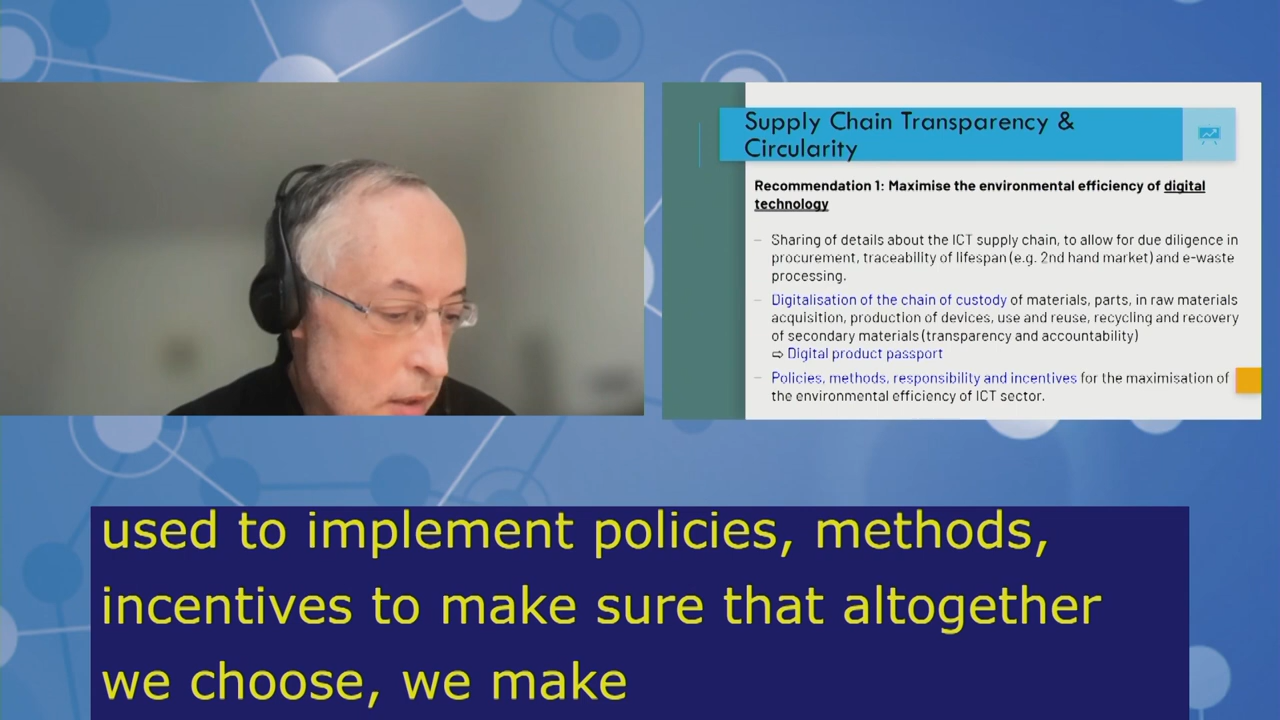 Supply Chain Transparency &
Circularity
Recommendation 1: Maximise the environmental efficiency of digital
technology
– Sharing of details about the ICT supply chain, to allow for due diligence in
procurement, traceability of lifespan (e.g. 2nd hand market) and e-waste
processing.
– Digitalisation of the chain of custody of materials, parts, in raw materials
acquisition, production of devices, use and reuse, recycling and recovery
of secondary materials (transparency and accountability)
⇨ Digital product passport
– Policies, methods, responsibility and incentives for the maximisation of
the environmental efficiency of ICT sector.
used to implement policies, methods,
incentives to make sure that altogether
we choose, we make